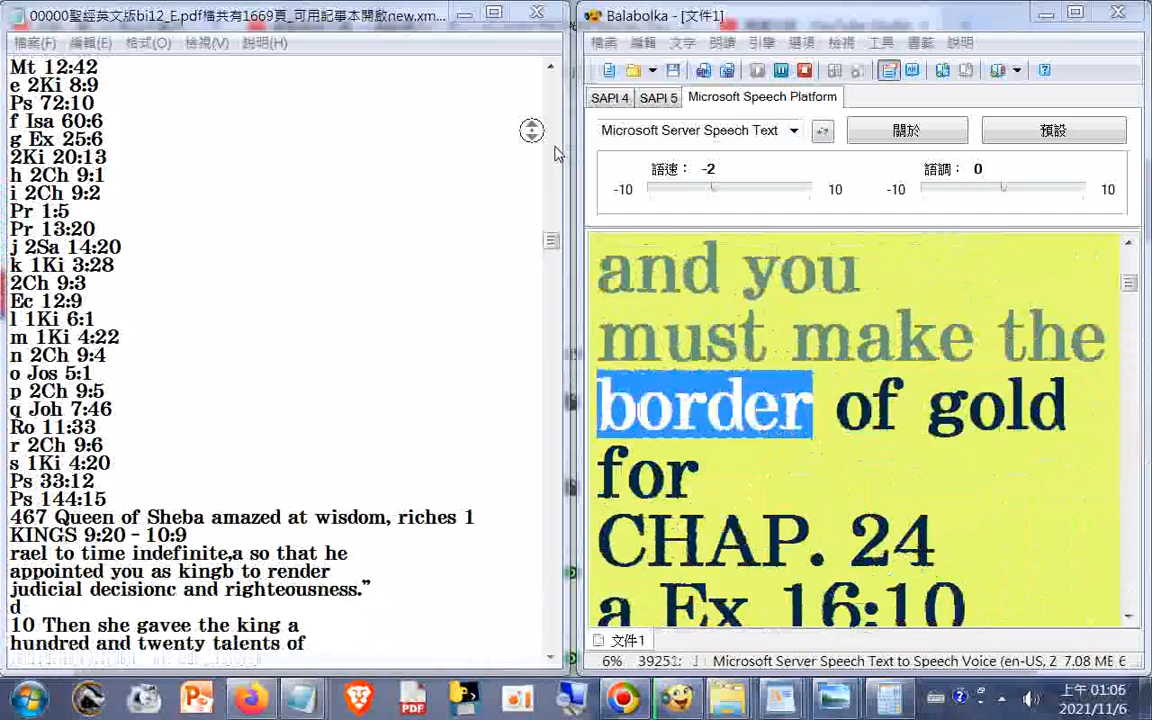 00000聖經英文版bi12_E.pdf檔共有1669頁_可用記事本開啟new.xm...
檔案(F) 編輯(E) 格式(O) 檢視(V) 說明(H)
Mt 12:42
e 2Ki 8:9
Ps 72:10
f Isa 60:6
g Ex 25:6
2Ki 20:13
h 2Ch 9:1
i 2Ch 9:2
Pr 1:5
Pr 13:20
j 2Sa 14:20
k 1Ki 3:28
2Ch 9:3
Ec 12:9
l 1Ki 6:1
m 1Ki 4:22
n 2Ch 9:4
o Jos 5:1
p 2Ch 9:5
q Joh 7:46
Ro 11:33
r 2Ch 9:6
s 1Ki 4:20
Ps 33:12
Ps 144:15
467 Queen of Sheba amazed at wisdom, riches 1
KINGS 9:20 - 10:9
rael to time indefinite,a so that he
appointed you as kingb to render
judicial decisionc and righteousness.”
d
10 Then she gavee the king a
hundred and twenty talents of
Balabolka - [文件1]
檔案 編輯 文字 朗讀 引擎 選項 檢視 工具 書籤 說明
SAPI 4 SAPI 5 Microsoft Speech Platform
Microsoft Server Speech Text 關於 預設
語速： -2 語調： 0
-10 10 -10 10
and you
must make the
border of gold
for
CHAP. 24
a Ex 16:10
文件1
6% 39251: Microsoft Server Speech Text to Speech Voice (en-US, 2 7.08 MB 6
PDF
上午 01:06
2021/11/6